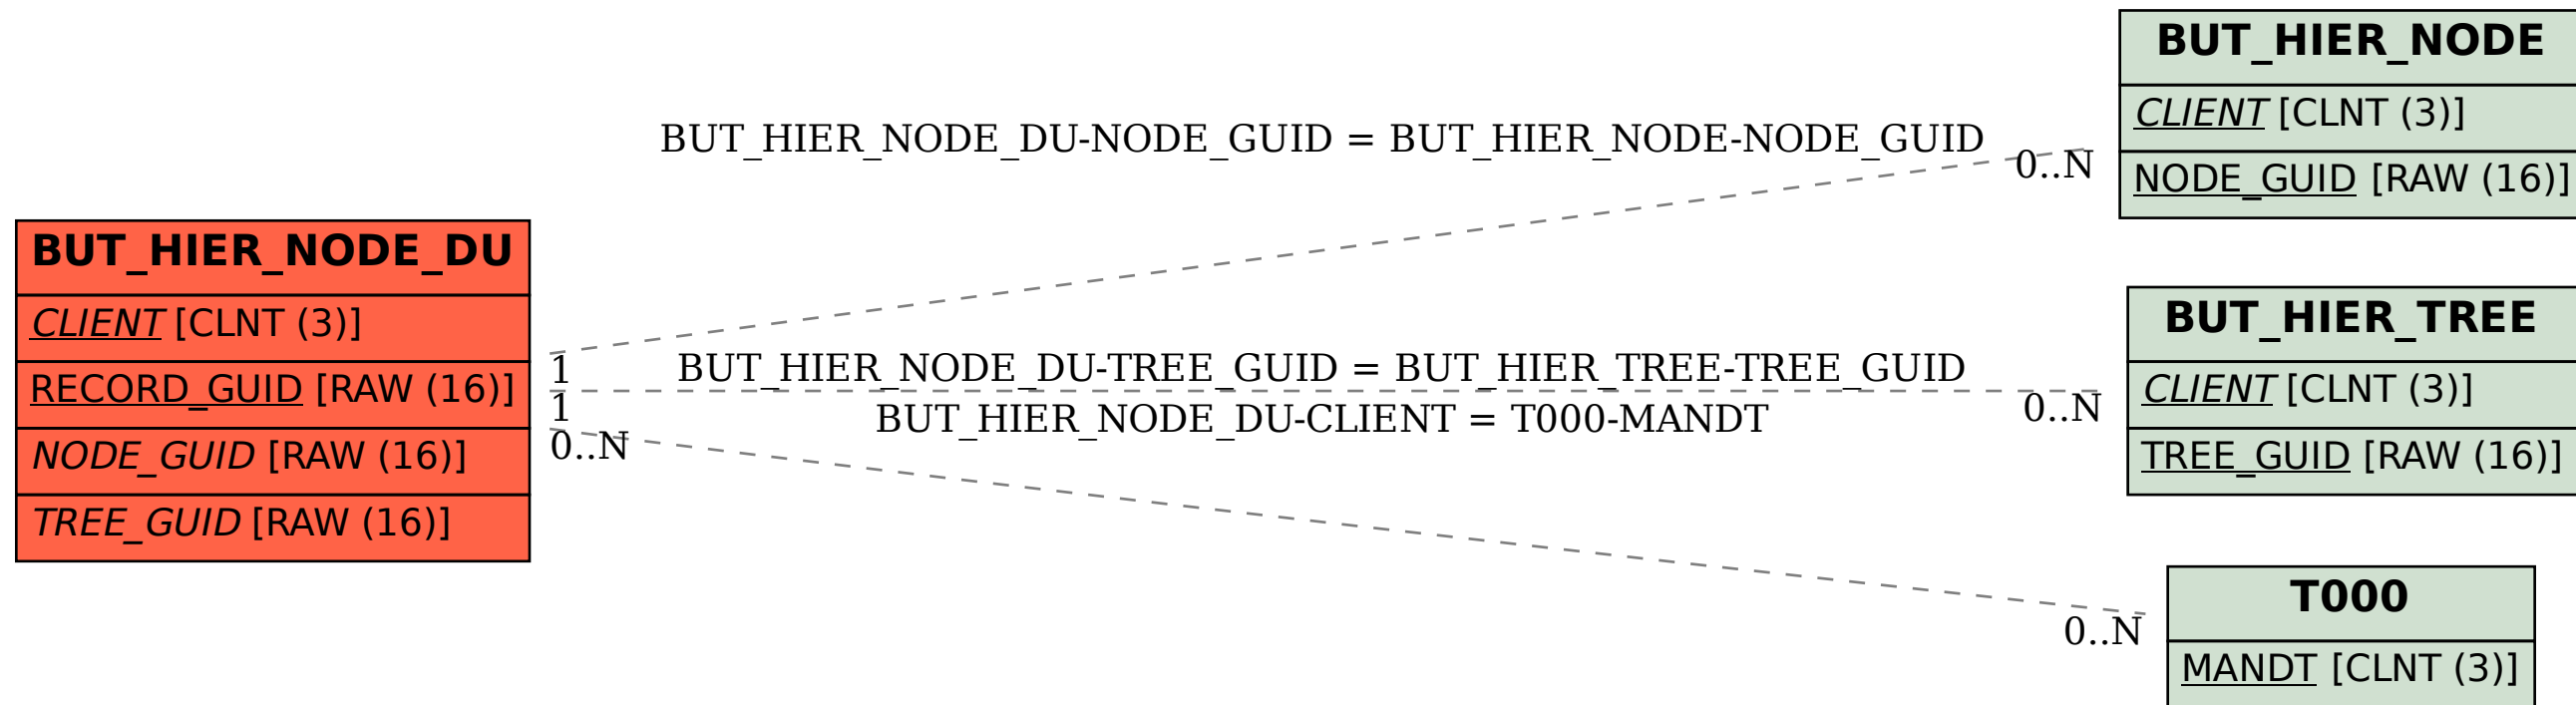 BUT_HIER_NODE_DU
CLIENT [CLNT (3)]
RECORD_GUID [RAW (16)]
NODE_GUID [RAW (16)]
TREE_GUID [RAW (16)]
BUT_HIER_NODE_DU-NODE_GUID = BUT_HIER_NODE-NODE_GUID
1
0..N
BUT_HIER_NODE_DU-TREE_GUID = BUT_HIER_TREE-TREE_GUID
1
0..N
BUT_HIER_NODE_DU-CLIENT = T000-MANDT
0..N
0..N
BUT_HIER_NODE
CLIENT [CLNT (3)]
NODE_GUID [RAW (16)]
BUT_HIER_TREE
CLIENT [CLNT (3)]
TREE_GUID [RAW (16)]
T000
MANDT [CLNT (3)]